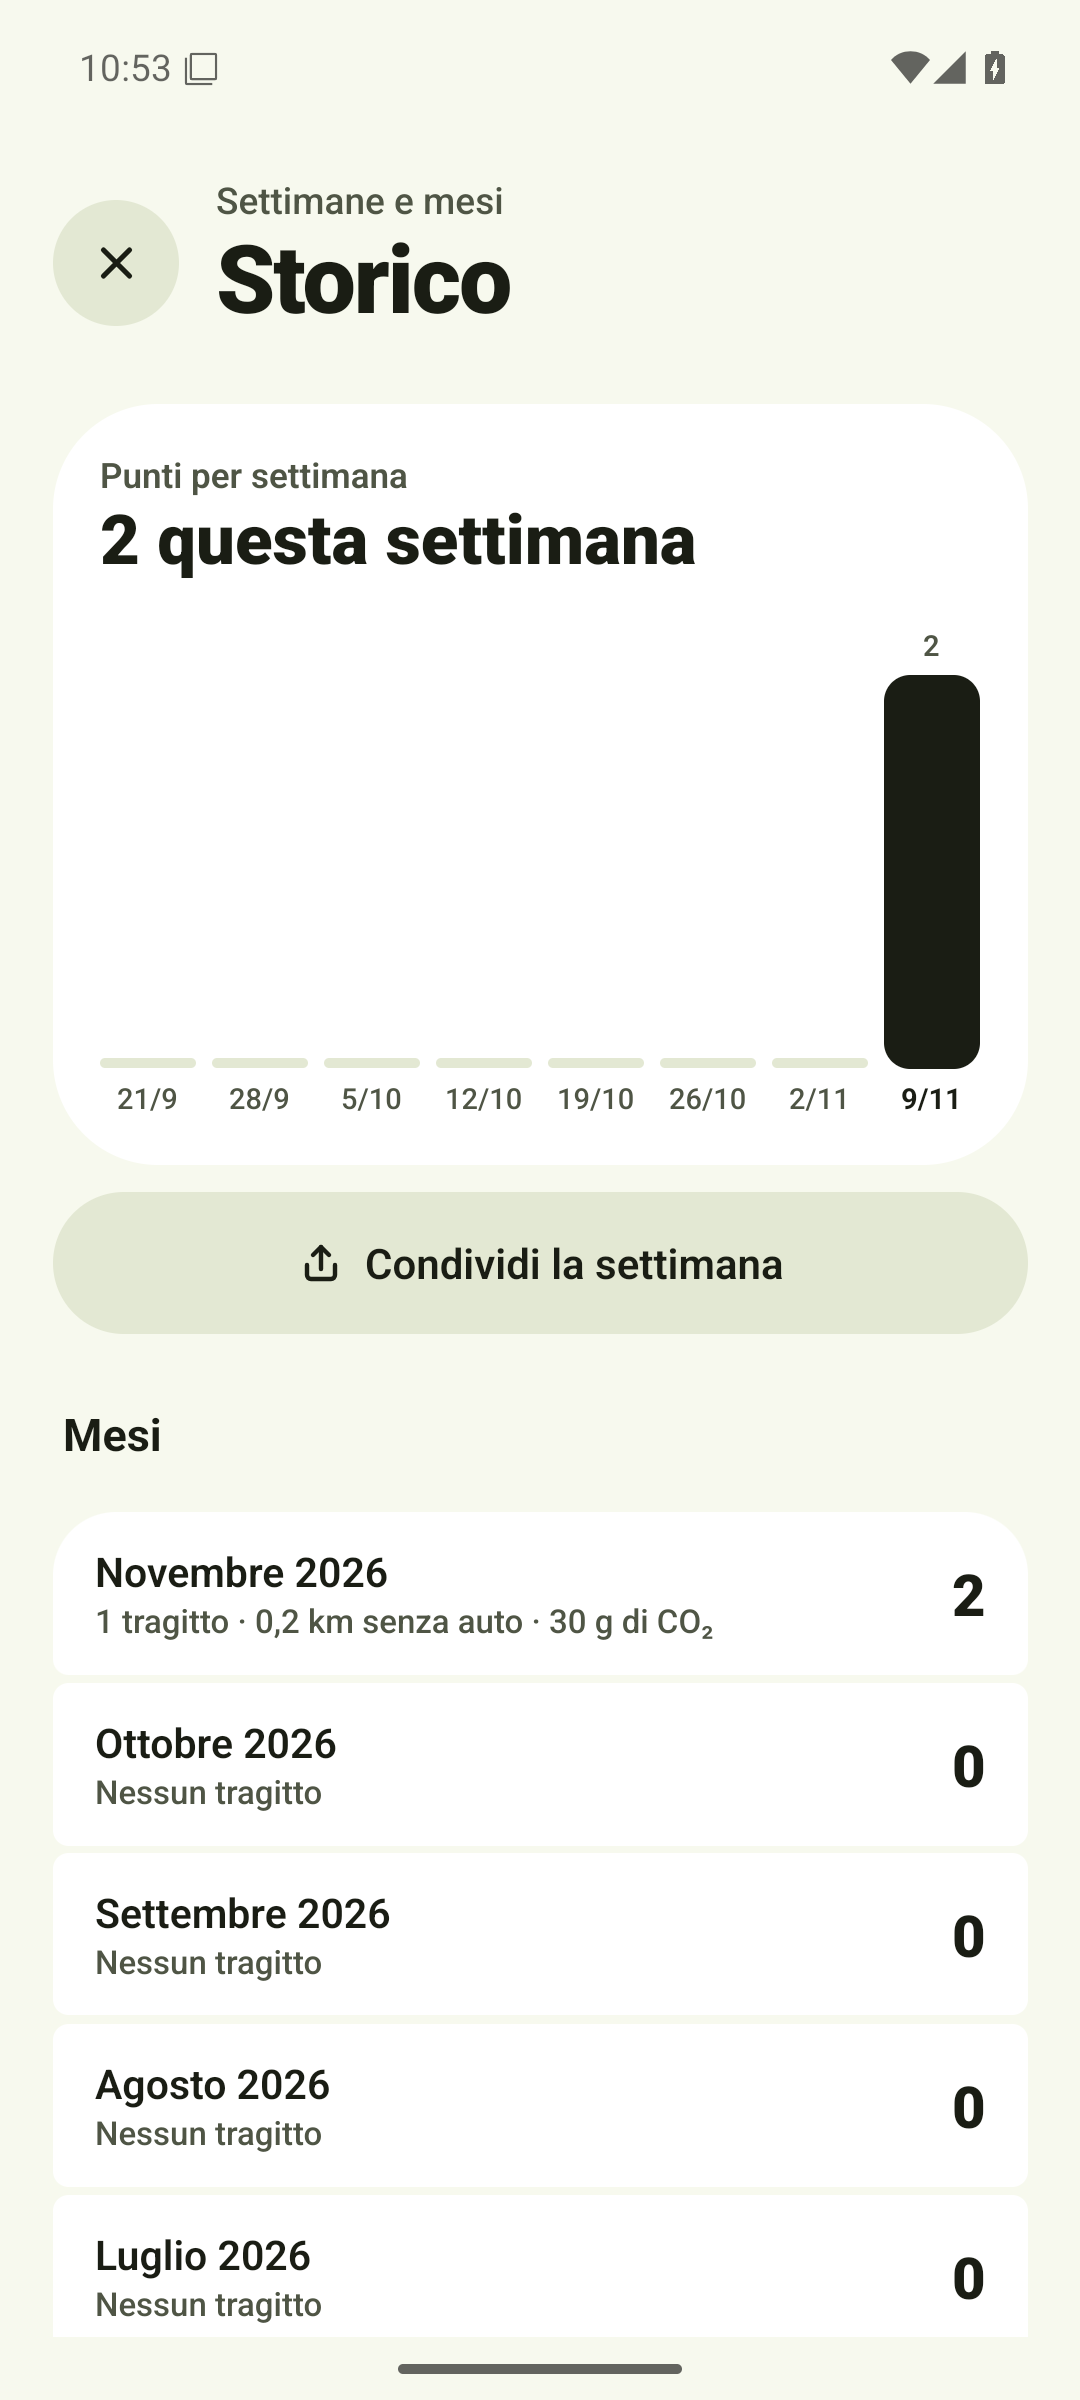 10:53
Settimane e mesi
Storico
Punti per settimana
2 questa settimana
2
21/9 28/9 5/10 12/10 19/10 26/10 2/11 9/11
Condividi la settimana
Mesi
Novembre 2026
1 tragitto · 0,2 km senza auto · 30 g di CO₂
2
Ottobre 2026
Nessun tragitto
0
Settembre 2026
Nessun tragitto
0
Agosto 2026
Nessun tragitto
0
Luglio 2026
Nessun tragitto
0